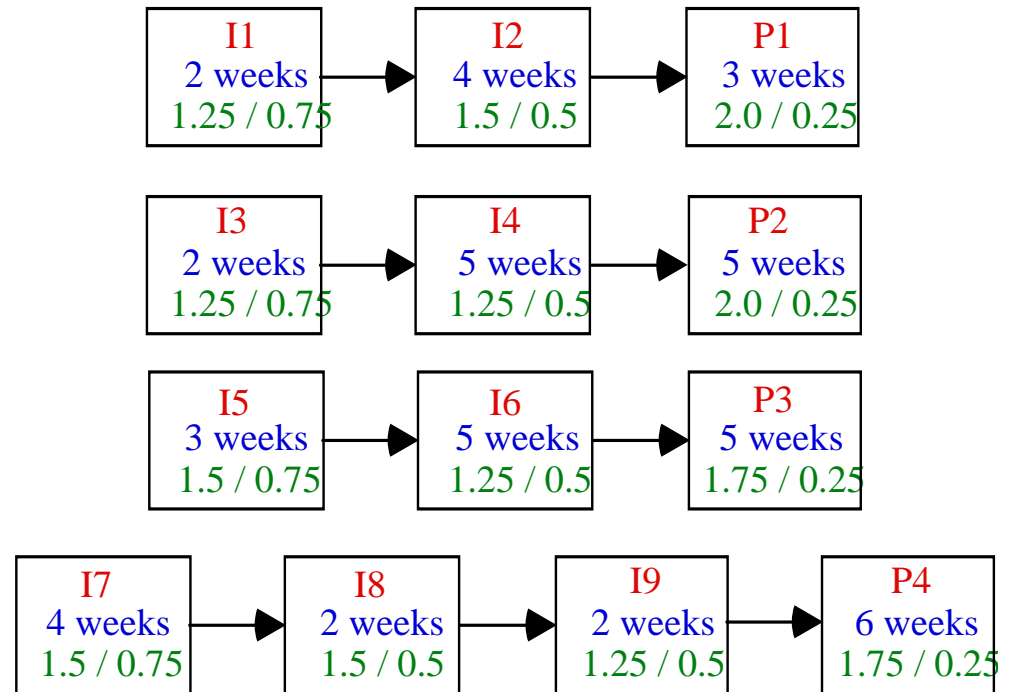 I1
2 weeks
1.25 / 0.75
I2
4 weeks
1.5 / 0.5
P1
3 weeks
2.0 / 0.25
I3
2 weeks
1.25 / 0.75
I4
5 weeks
1.25 / 0.5
P2
5 weeks
2.0 / 0.25
I5
3 weeks
1.5 / 0.75
I6
5 weeks
1.25 / 0.5
P3
5 weeks
1.75 / 0.25
I7
4 weeks
1.5 / 0.75
I8
2 weeks
1.5 / 0.5
I9
2 weeks
1.25 / 0.5
P4
6 weeks
1.75 / 0.25